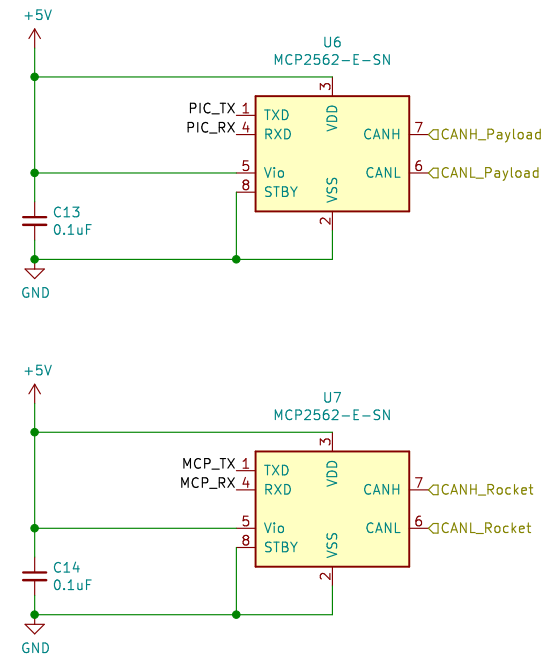 +5V
U6
MCP2562-E-SN
3
PIC_TX 1 TXD VDD
PIC_RX 4 RXD CANH 7 CANH_Payload
5 Vio CANL 6 CANL_Payload
8 STBY VSS
C13
0.1uF
2
GND
+5V
U7
MCP2562-E-SN
3
MCP_TX 1 TXD VDD
MCP_RX 4 RXD CANH 7 CANH_Rocket
5 Vio CANL 6 CANL_Rocket
8 STBY VSS
C14
0.1uF
2
GND